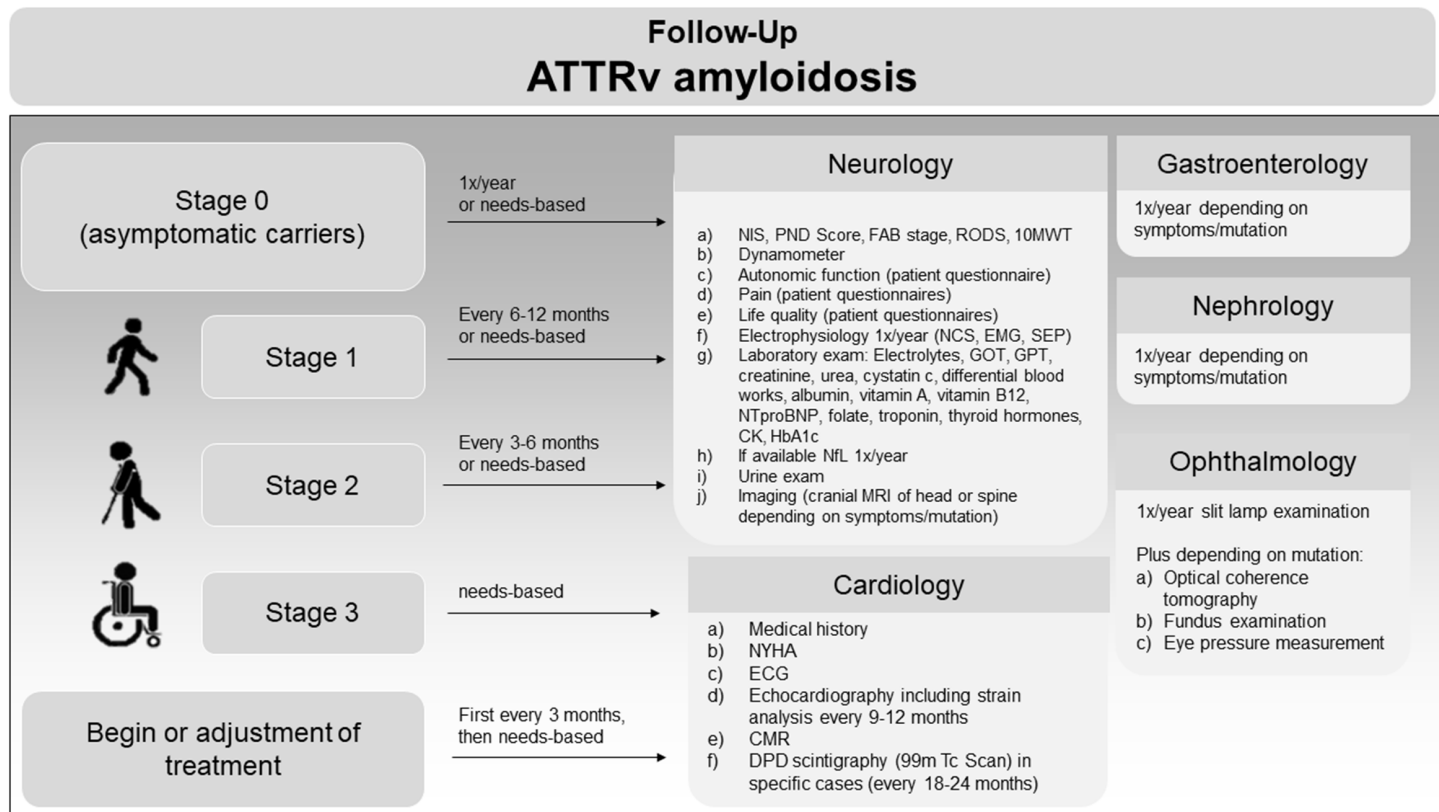 Follow-Up
ATTRv amyloidosis
Stage 0
(asymptomatic carriers)
1x/year
or needs-based
Stage 1
Every 6-12 months
or needs-based
Stage 2
Every 3-6 months
or needs-based
Stage 3
needs-based
Begin or adjustment of
treatment
First every 3 months,
then needs-based
Neurology
a) NIS, PND Score, FAB stage, RODS, 10MWT
b) Dynamometer
c) Autonomic function (patient questionnaire)
d) Pain (patient questionnaires)
e) Life quality (patient questionnaires)
f) Electrophysiology 1x/year (NCS, EMG, SEP)
g) Laboratory exam: Electrolytes, GOT, GPT,
creatinine, urea, cystatin c, differential blood
works, albumin, vitamin A, vitamin B12,
NTproBNP, folate, troponin, thyroid hormones,
CK, HbA1c
h) If available NfL 1x/year
i) Urine exam
j) Imaging (cranial MRI of head or spine
depending on symptoms/mutation)
Cardiology
a) Medical history
b) NYHA
c) ECG
d) Echocardiography including strain
analysis every 9-12 months
e) CMR
f) DPD scintigraphy (99m Tc Scan) in
specific cases (every 18-24 months)
Gastroenterology
1x/year depending on
symptoms/mutation
Nephrology
1x/year depending on
symptoms/mutation
Ophthalmology
1x/year slit lamp examination
Plus depending on mutation:
a) Optical coherence
tomography
b) Fundus examination
c) Eye pressure measurement